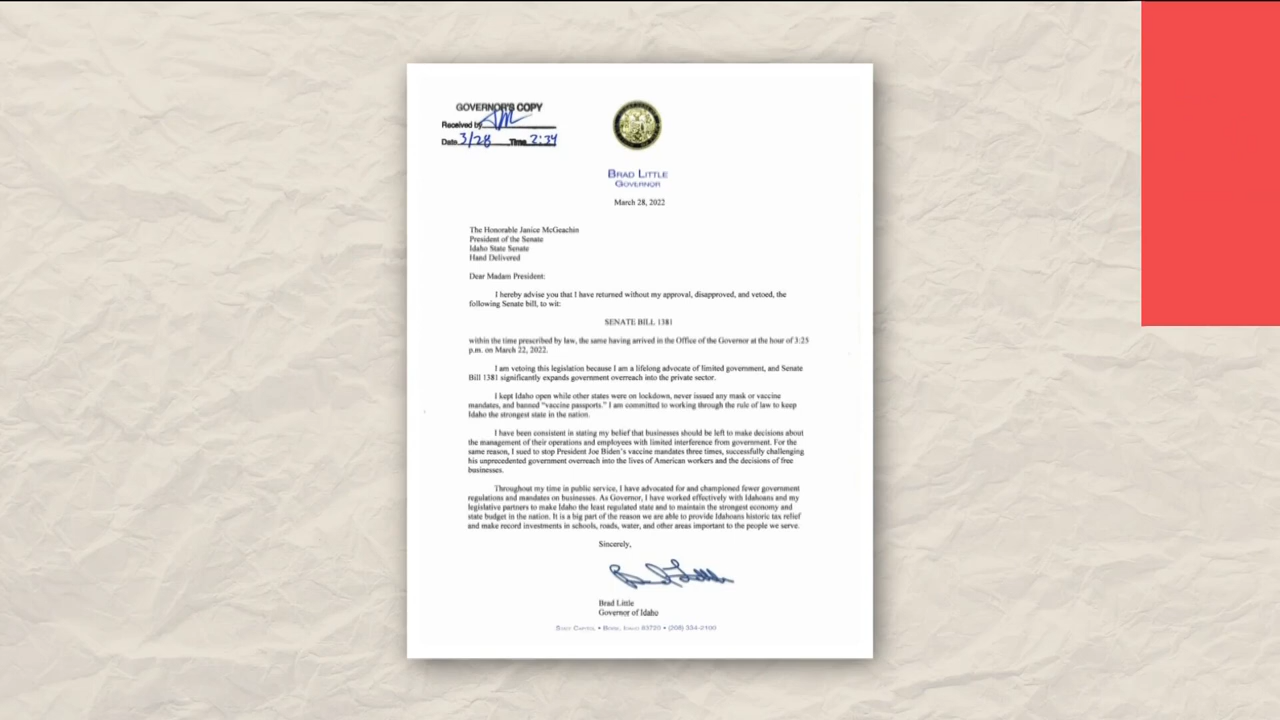 GOVERNOR'S COPY
Received by
Date 3/28 Time 2:34
BRAD LITTLE
GOVERNOR
March 28, 2022
The Honorable Janice McGeachin
President of the Senate
Idaho State Senate
Hand Delivered
Dear Madam President:
I hereby advise you that I have returned without my approval, disapproved, and vetoed, the
following Senate bill, to wit:
SENATE BILL 1381
within the time prescribed by law, the same having arrived in the Office of the Governor at the hour of 3:25
p.m. on March 22, 2022.
I am vetoing this legislation because I am a lifelong advocate of limited government, and Senate
Bill 1381 significantly expands government overreach into the private sector.
I kept Idaho open while other states were on lockdown, never issued any mask or vaccine
mandates, and banned "vaccine passports." I am committed to working through the rule of law to keep
Idaho the strongest state in the nation.
I have been consistent in stating my belief that businesses should be left to make decisions about
the management of their operations and employees with limited interference from government. For the
same reason, I sued to stop President Joe Biden's vaccine mandates three times, successfully challenging
his unprecedented government overreach into the lives of American workers and the decisions of free
businesses.
Throughout my time in public service, I have advocated for and championed fewer government
regulations and mandates on businesses. As Governor, I have worked effectively with Idahoans and my
legislative partners to make Idaho the least regulated state and to maintain the strongest economy and
state budget in the nation. It is a big part of the reason we are able to provide Idahoans historic tax relief
and make record investments in schools, roads, water, and other areas important to the people we serve.
Sincerely,
Brad Little
Brad Little
Governor of Idaho
STATE CAPITOL • BOISE, IDAHO 83720 • (208) 334-2100